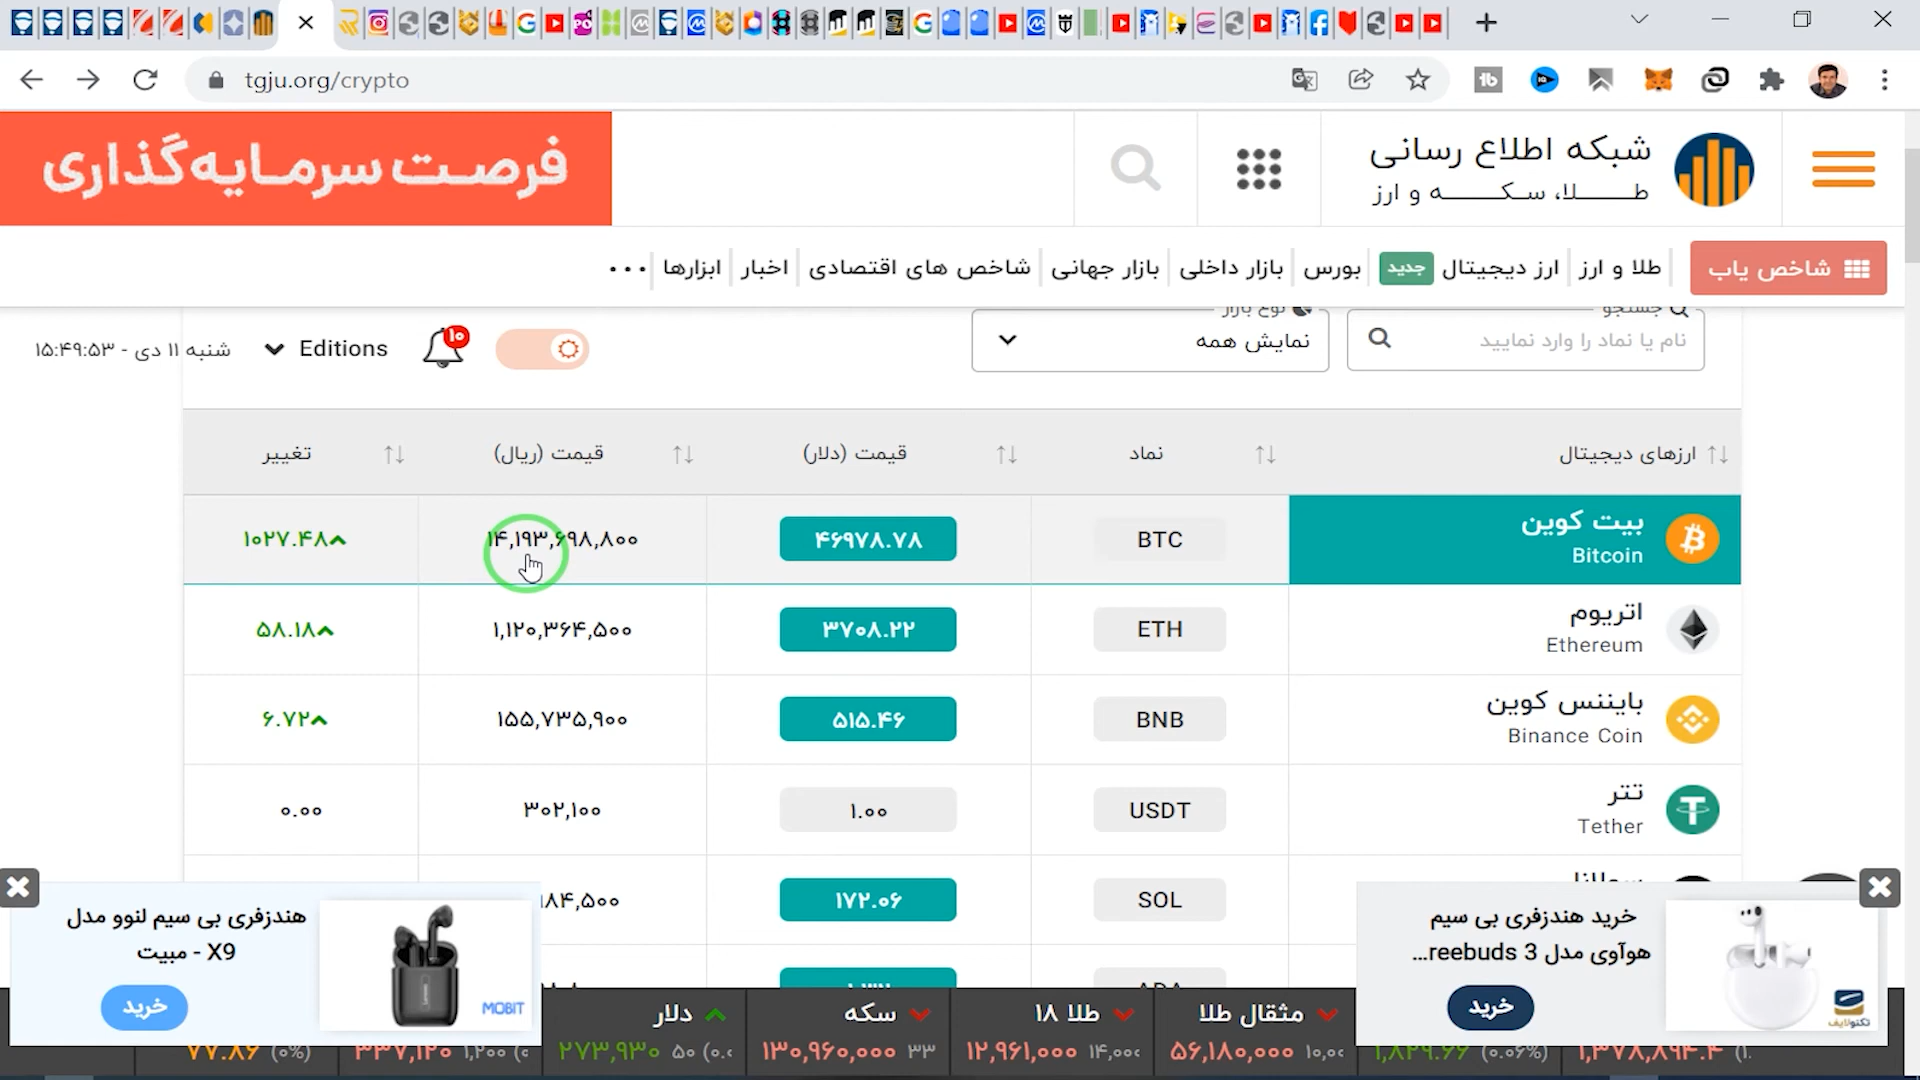 tgju.org/crypto
شبکه اطلاع رسانی
طلا، سکه و ارز
فرصت سرمایه‌گذاری
شاخص یاب
طلا و ارز
ارز دیجیتال جدید
بورس
بازار داخلی
بازار جهانی
شاخص های اقتصادی
اخبار
ابزارها
جستجو
نام یا نماد را وارد نمایید
نوع بازار
نمایش همه
۱۰
Editions
شنبه ۱۱ دی - ۱۵:۴۹:۵۳
ارزهای دیجیتال نماد قیمت (دلار) قیمت (ریال) تغییر
بیت کوین
Bitcoin
BTC ۴۶۹۷۸.۷۸ ۱۴,۱۹۳,۶۹۸,۸۰۰ ۱۰۲۷.۴۸
اتریوم
Ethereum
ETH ۳۷۰۸.۲۲ ۱,۱۲۰,۳۶۴,۵۰۰ ۵۸.۱۸
بایننس کوین
Binance Coin
BNB ۵۱۵.۴۶ ۱۵۵,۷۳۵,۹۰۰ ۶.۷۲
تتر
Tether
USDT ۱.۰۰ ۳۰۲,۱۰۰ ۰.۰۰
SOL ۱۷۲.۰۶
خرید هندزفری بی سیم
هوآوی مدل reebuds 3...
خرید
تکنولایف
هندزفری بی سیم لنوو مدل
X9 - مبیت
خرید
MOBIT
مثقال طلا
۵۶,۱۸۰,۰۰۰
طلا ۱۸
۱۲,۹۶۱,۰۰۰
سکه
۱۳۰,۹۶۰,۰۰۰
دلار
۲۷۳,۹۳۰ ۵۰